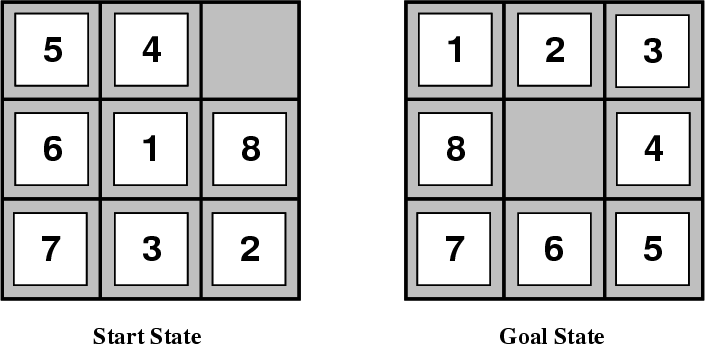 5 4
6 1 8
7 3 2
Start State
1 2 3
8 4
7 6 5
Goal State